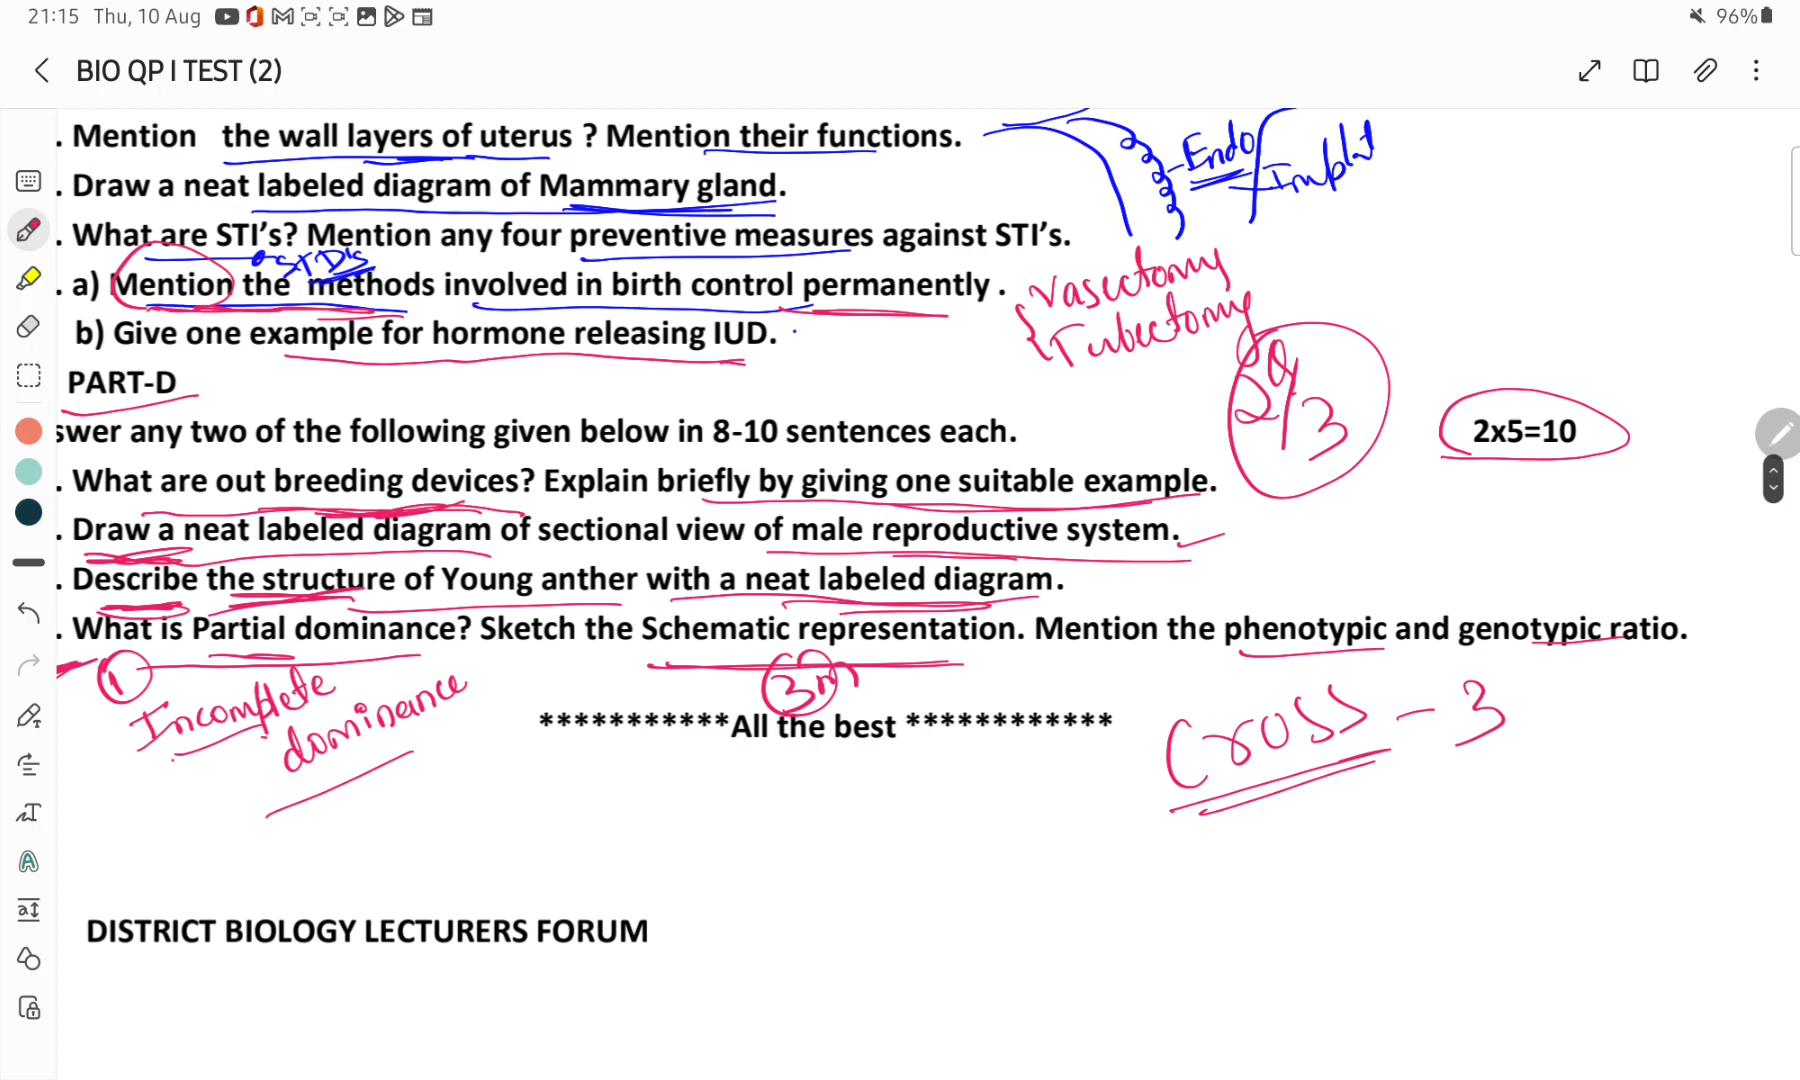 21:15 Thu, 10 Aug
96%
BIO QP I TEST (2)
. Mention the wall layers of uterus ? Mention their functions.
Endo
Implat
. Draw a neat labeled diagram of Mammary gland.
. What are STI's? Mention any four preventive measures against STI's.
STD's
. a) Mention the methods involved in birth control permanently .
Vasectomy
Tubectomy
b) Give one example for hormone releasing IUD.
PART-D
swer any two of the following given below in 8-10 sentences each.
2x5=10
. What are out breeding devices? Explain briefly by giving one suitable example.
. Draw a neat labeled diagram of sectional view of male reproductive system.
. Describe the structure of Young anther with a neat labeled diagram.
. What is Partial dominance? Sketch the Schematic representation. Mention the phenotypic and genotypic ratio.
1
3m
Incomplete
dominance
***********All the best ************
Cross - 3
DISTRICT BIOLOGY LECTURERS FORUM